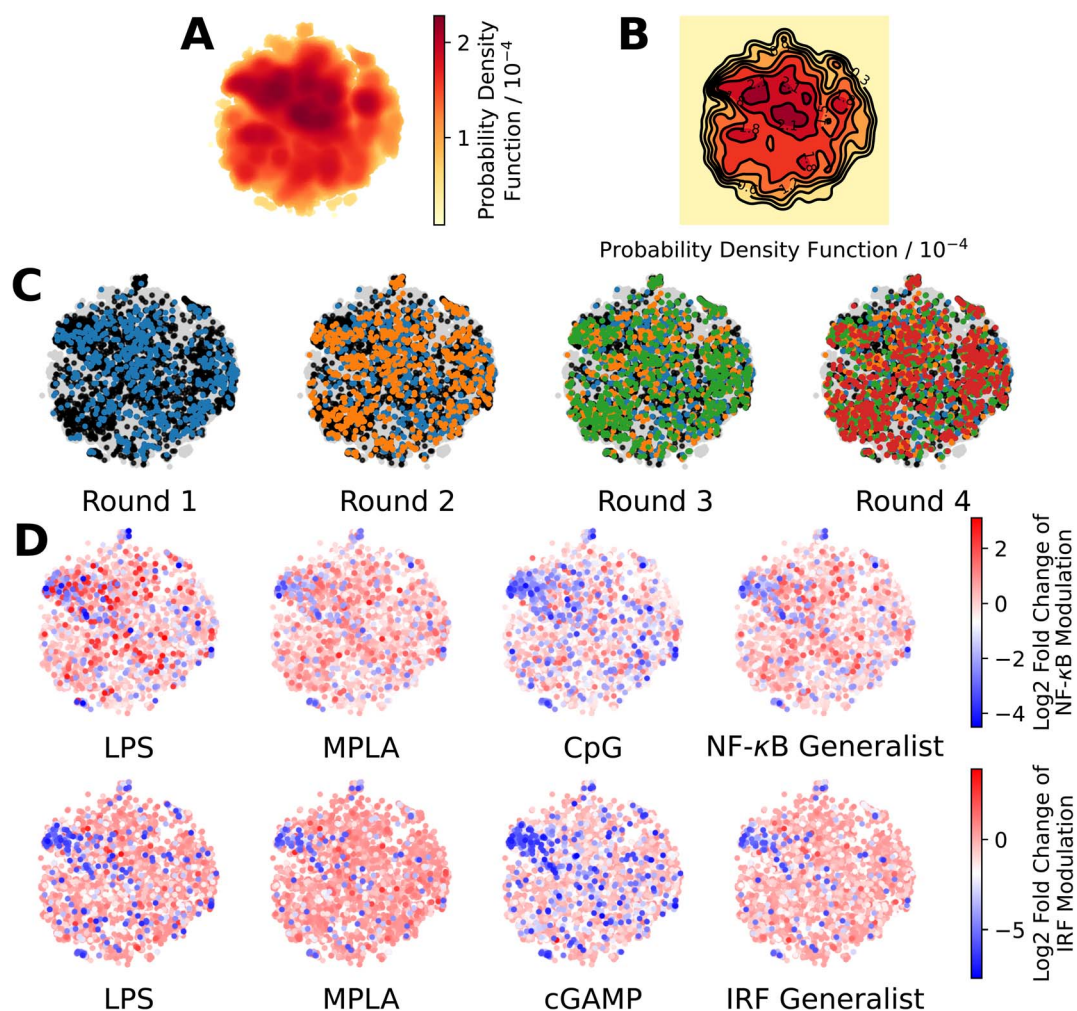 A
2
1
Probability Density
Function / 10⁻⁴
B
0.3
Probability Density Function / 10⁻⁴
C
Round 1
Round 2
Round 3
Round 4
D
LPS
MPLA
CpG
NF-κB Generalist
2
0
−2
−4
Log2 Fold Change of
NF-κB Modulation
LPS
MPLA
cGAMP
IRF Generalist
0
−5
Log2 Fold Change of
IRF Modulation